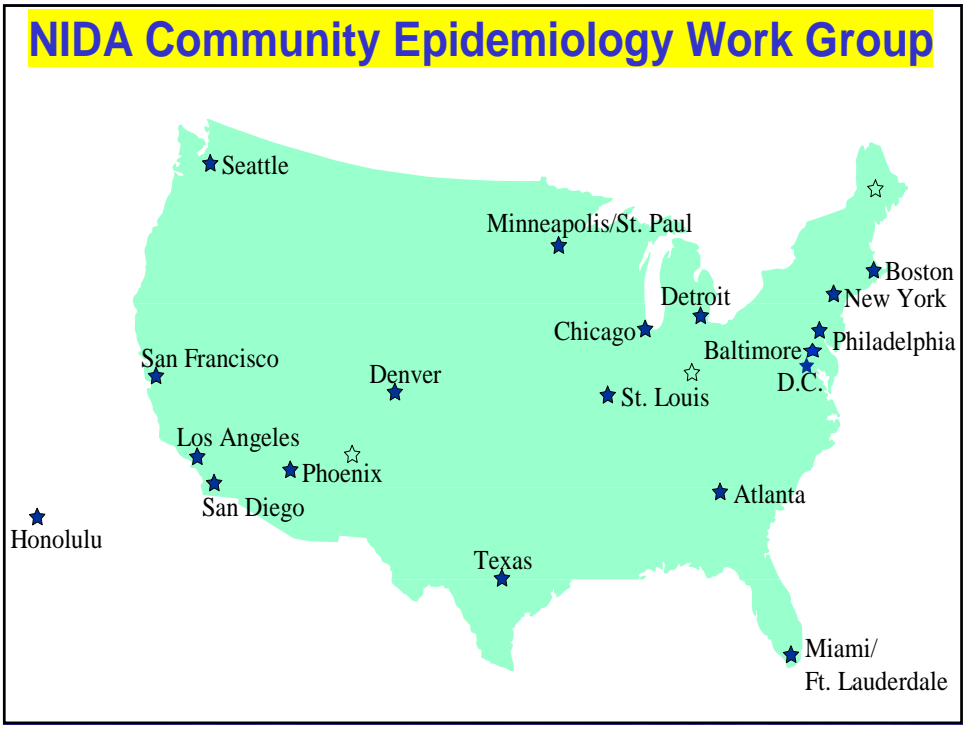 NIDA Community Epidemiology Work Group
Seattle
Minneapolis/St. Paul
Boston
Detroit
New York
Chicago
Philadelphia
Baltimore
San Francisco
Denver
D.C.
St. Louis
Los Angeles
Phoenix
San Diego
Atlanta
Honolulu
Texas
Miami/
Ft. Lauderdale